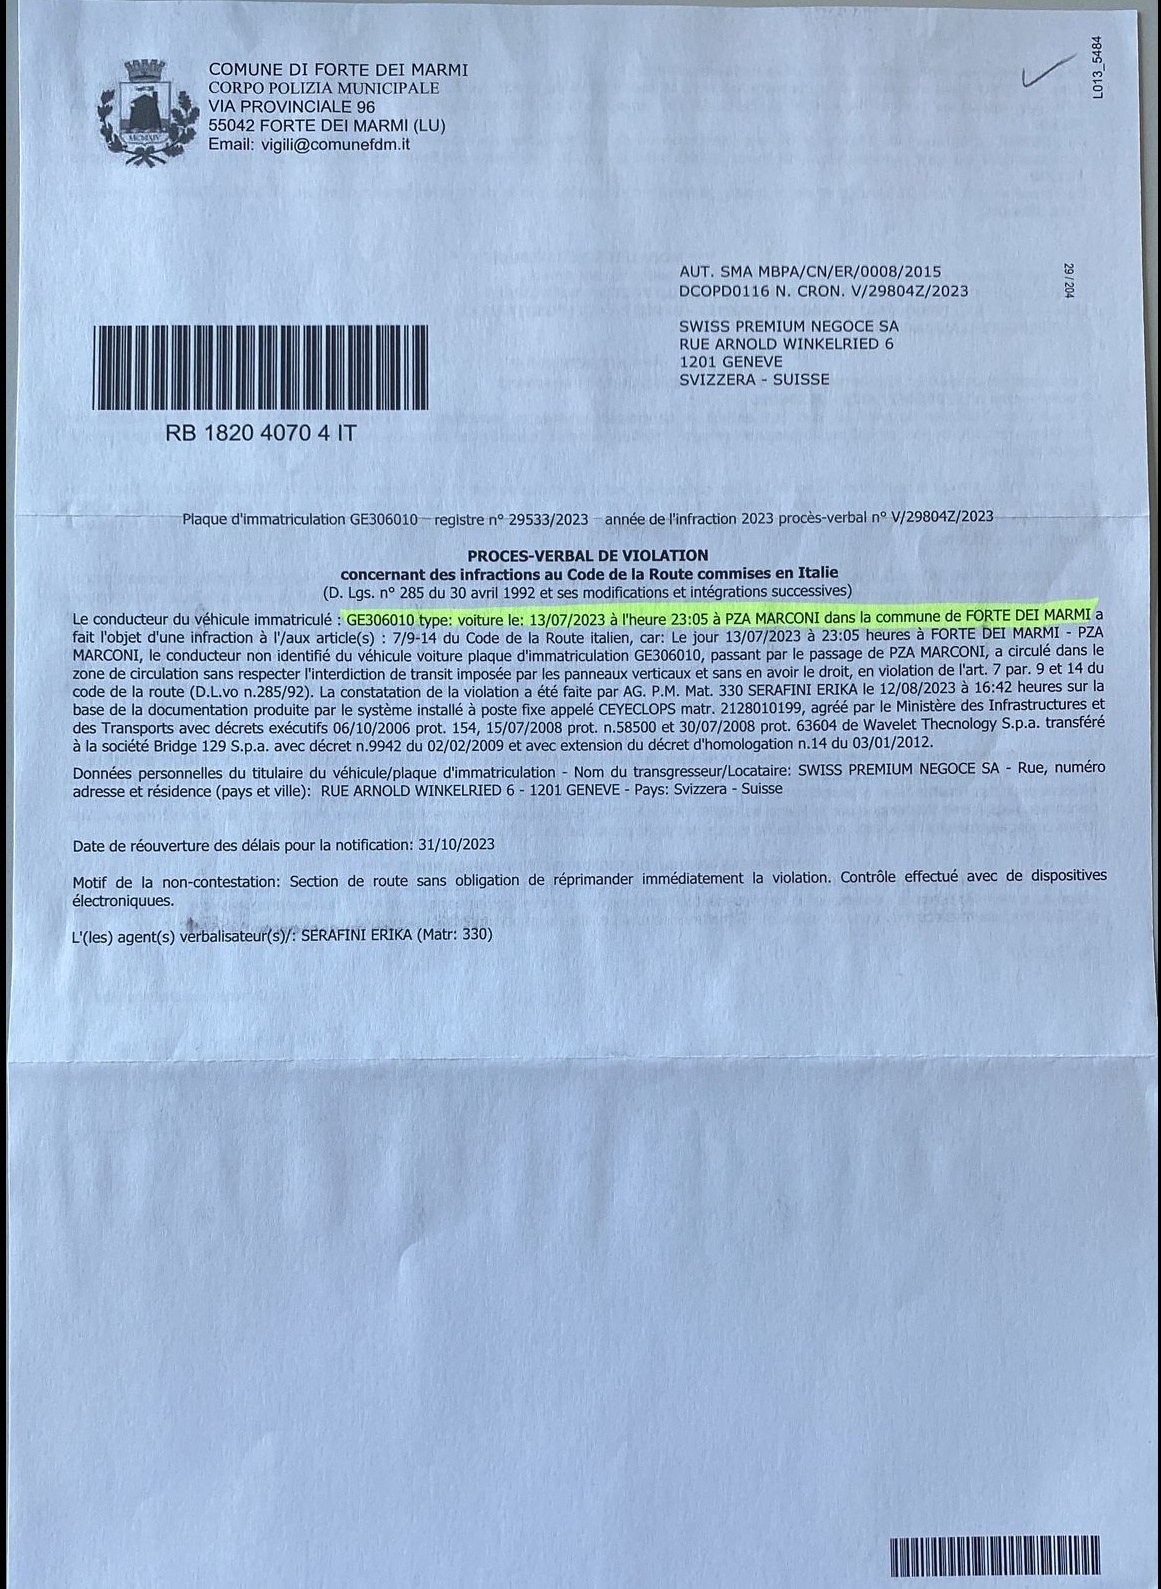 L013_5484
COMUNE DI FORTE DEI MARMI
CORPO POLIZIA MUNICIPALE
VIA PROVINCIALE 96
55042 FORTE DEI MARMI (LU)
Email: vigili@comunefdm.it
MCMXIV
29 / 204
AUT. SMA MBPA/CN/ER/0008/2015
DCOPD0116 N. CRON. V/29804Z/2023
SWISS PREMIUM NEGOCE SA
RUE ARNOLD WINKELRIED 6
1201 GENEVE
SVIZZERA - SUISSE
RB 1820 4070 4 IT
Plaque d'immatriculation GE306010 registre n° 29533/2023 année de l'infraction 2023 procès-verbal n° V/29804Z/2023
PROCES-VERBAL DE VIOLATION
concernant des infractions au Code de la Route commises en Italie
(D. Lgs. n° 285 du 30 avril 1992 et ses modifications et intégrations successives)
Le conducteur du véhicule immatriculé : GE306010 type: voiture le: 13/07/2023 à l'heure 23:05 à PZA MARCONI dans la commune de FORTE DEI MARMI a
fait l'objet d'une infraction à l'/aux article(s) : 7/9-14 du Code de la Route italien, car: Le jour 13/07/2023 à 23:05 heures à FORTE DEI MARMI - PZA
MARCONI, le conducteur non identifié du véhicule voiture plaque d'immatriculation GE306010, passant par le passage de PZA MARCONI, a circulé dans le
zone de circulation sans respecter l'interdiction de transit imposée par les panneaux verticaux et sans en avoir le droit, en violation de l'art. 7 par. 9 et 14 du
code de la route (D.L.vo n.285/92). La constatation de la violation a été faite par AG. P.M. Mat. 330 SERAFINI ERIKA le 12/08/2023 à 16:42 heures sur la
base de la documentation produite par le système installé à poste fixe appelé CEYECLOPS matr. 2128010199, agréé par le Ministère des Infrastructures et
des Transports avec décrets exécutifs 06/10/2006 prot. 154, 15/07/2008 prot. n.58500 et 30/07/2008 prot. 63604 de Wavelet Thecnology S.p.a. transféré
à la société Bridge 129 S.p.a. avec décret n.9942 du 02/02/2009 et avec extension du décret d'homologation n.14 du 03/01/2012.
Données personnelles du titulaire du véhicule/plaque d'immatriculation - Nom du transgresseur/Locataire: SWISS PREMIUM NEGOCE SA - Rue, numéro
adresse et résidence (pays et ville): RUE ARNOLD WINKELRIED 6 - 1201 GENEVE - Pays: Svizzera - Suisse
Date de réouverture des délais pour la notification: 31/10/2023
Motif de la non-contestation: Section de route sans obligation de réprimander immédiatement la violation. Contrôle effectué avec de dispositives
électroniquues.
L'(les) agent(s) verbalisateur(s)/: SERAFINI ERIKA (Matr: 330)